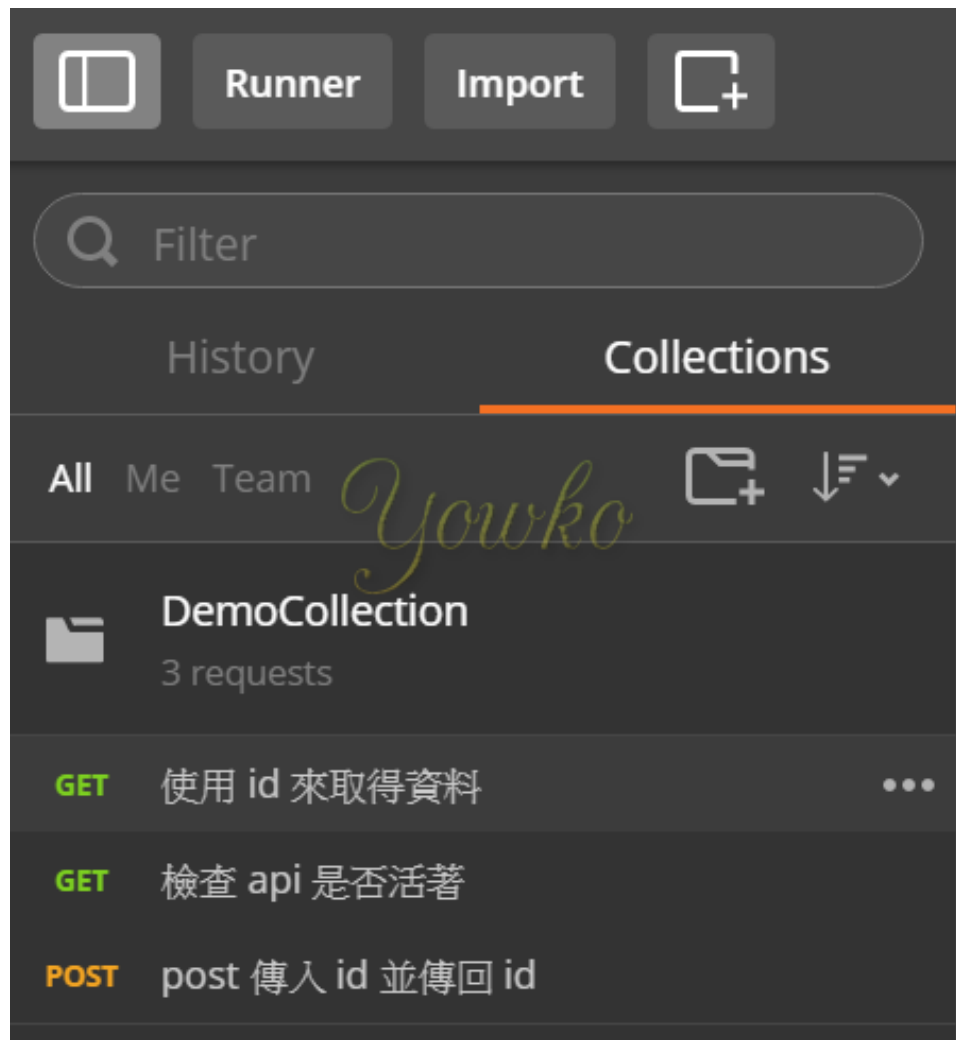 Runner Import
Filter
History Collections
All Me Team
Yowko
DemoCollection
3 requests
GET 使用 id 來取得資料
GET 檢查 api 是否活著
POST post 傳入 id 並傳回 id